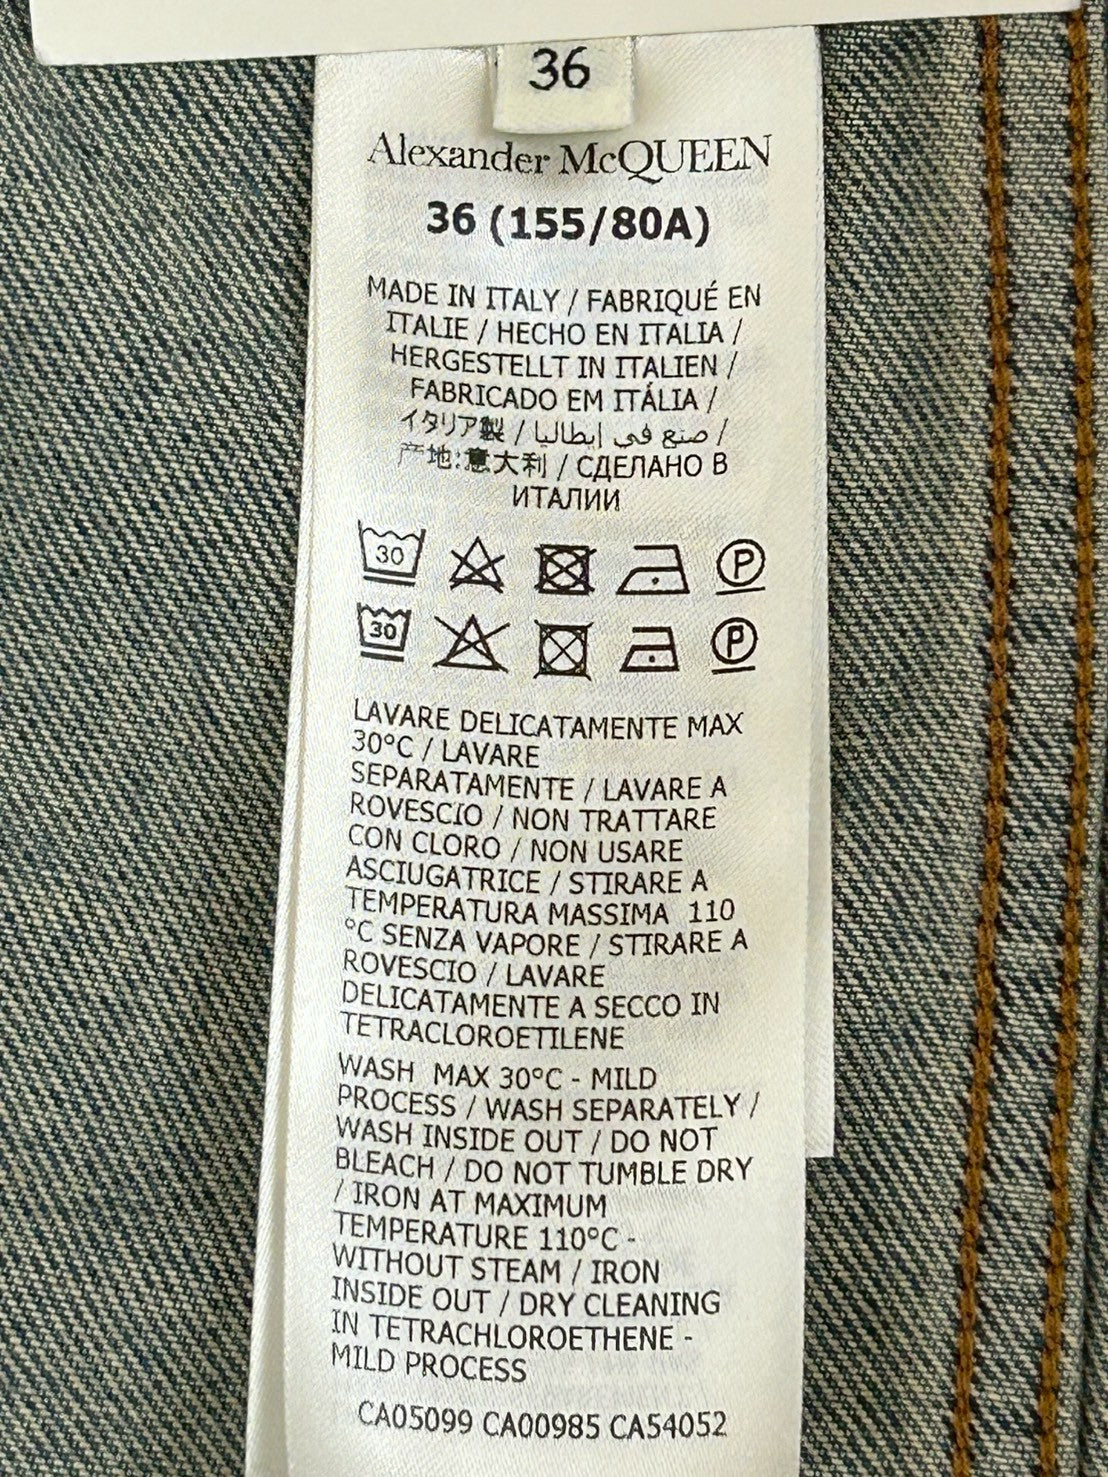 36
Alexander McQUEEN
36 (155/80A)
MADE IN ITALY / FABRIQUÉ EN
ITALIE / HECHO EN ITALIA /
HERGESTELLT IN ITALIEN /
FABRICADO EM ITÁLIA /
イタリア製 / صنع في إيطاليا /
产地:意大利 / СДЕЛАНО В
ИТАЛИИ
30 P
30 P
LAVARE DELICATAMENTE MAX
30°C / LAVARE
SEPARATAMENTE / LAVARE A
ROVESCIO / NON TRATTARE
CON CLORO / NON USARE
ASCIUGATRICE / STIRARE A
TEMPERATURA MASSIMA 110
°C SENZA VAPORE / STIRARE A
ROVESCIO / LAVARE
DELICATAMENTE A SECCO IN
TETRACLOROETILENE
WASH MAX 30°C - MILD
PROCESS / WASH SEPARATELY /
WASH INSIDE OUT / DO NOT
BLEACH / DO NOT TUMBLE DRY
/ IRON AT MAXIMUM
TEMPERATURE 110°C -
WITHOUT STEAM / IRON
INSIDE OUT / DRY CLEANING
IN TETRACHLOROETHENE -
MILD PROCESS
CA05099 CA00985 CA54052